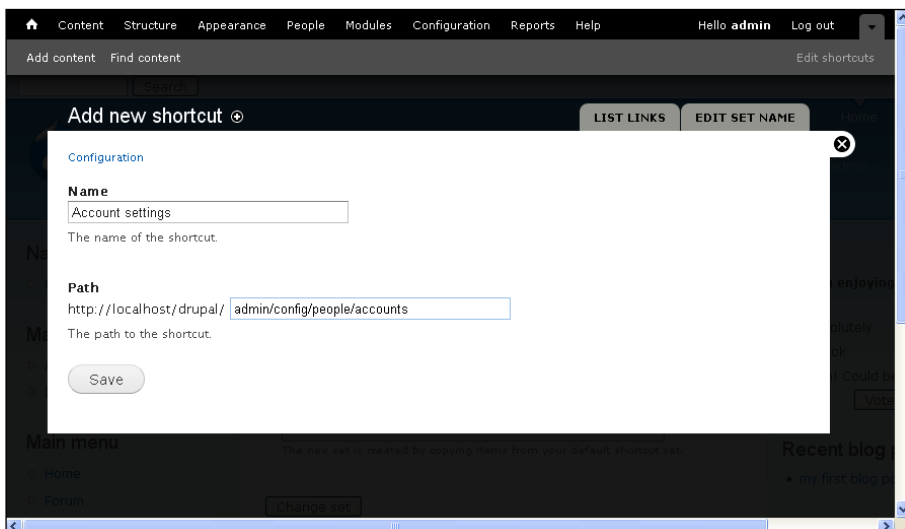 Content Structure Appearance People Modules Configuration Reports Help Hello admin Log out
Add content Find content Edit shortcuts
Search
Add new shortcut LIST LINKS EDIT SET NAME Home
Configuration
Name
Account settings
The name of the shortcut.
Path
http://localhost/drupal/ admin/config/people/accounts
The path to the shortcut.
Save
enjoying
Could
Vote
Main menu
The new set is created by copying items from your default shortcut set.
Recent blog
Home
my first blog
Forum
Change set